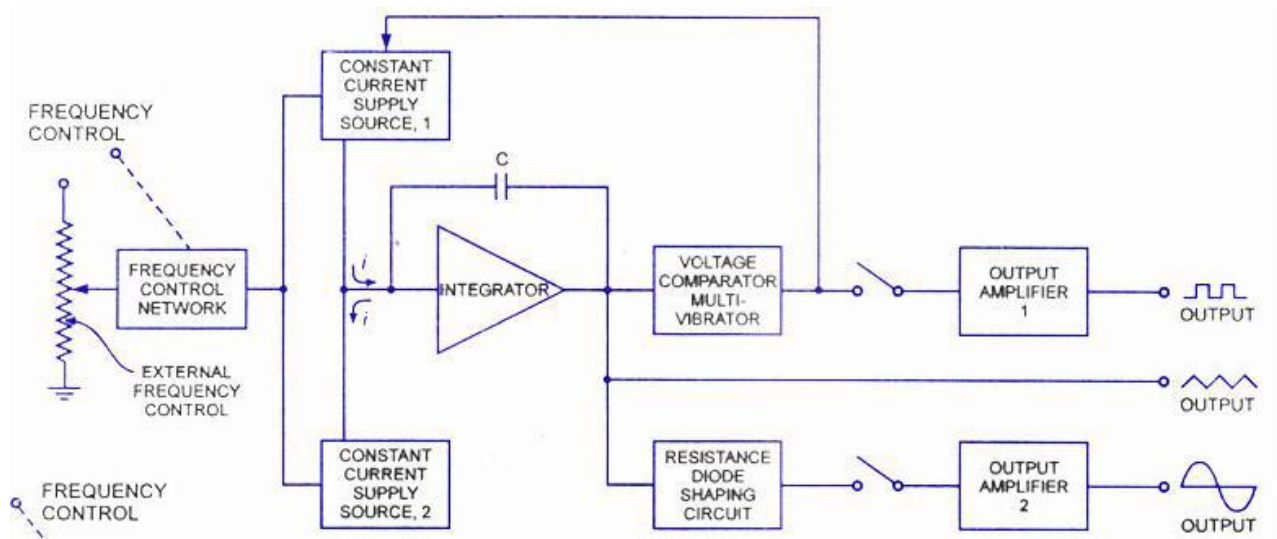 CONSTANT
CURRENT
SUPPLY
SOURCE, 1
FREQUENCY
CONTROL
C
FREQUENCY
CONTROL
NETWORK
i
i
INTEGRATOR
VOLTAGE
COMPARATOR
MULTI-
VIBRATOR
OUTPUT
AMPLIFIER
1
OUTPUT
EXTERNAL
FREQUENCY
CONTROL
OUTPUT
CONSTANT
CURRENT
SUPPLY
SOURCE, 2
RESISTANCE
DIODE
SHAPING
CIRCUIT
OUTPUT
AMPLIFIER
2
OUTPUT
FREQUENCY
CONTROL